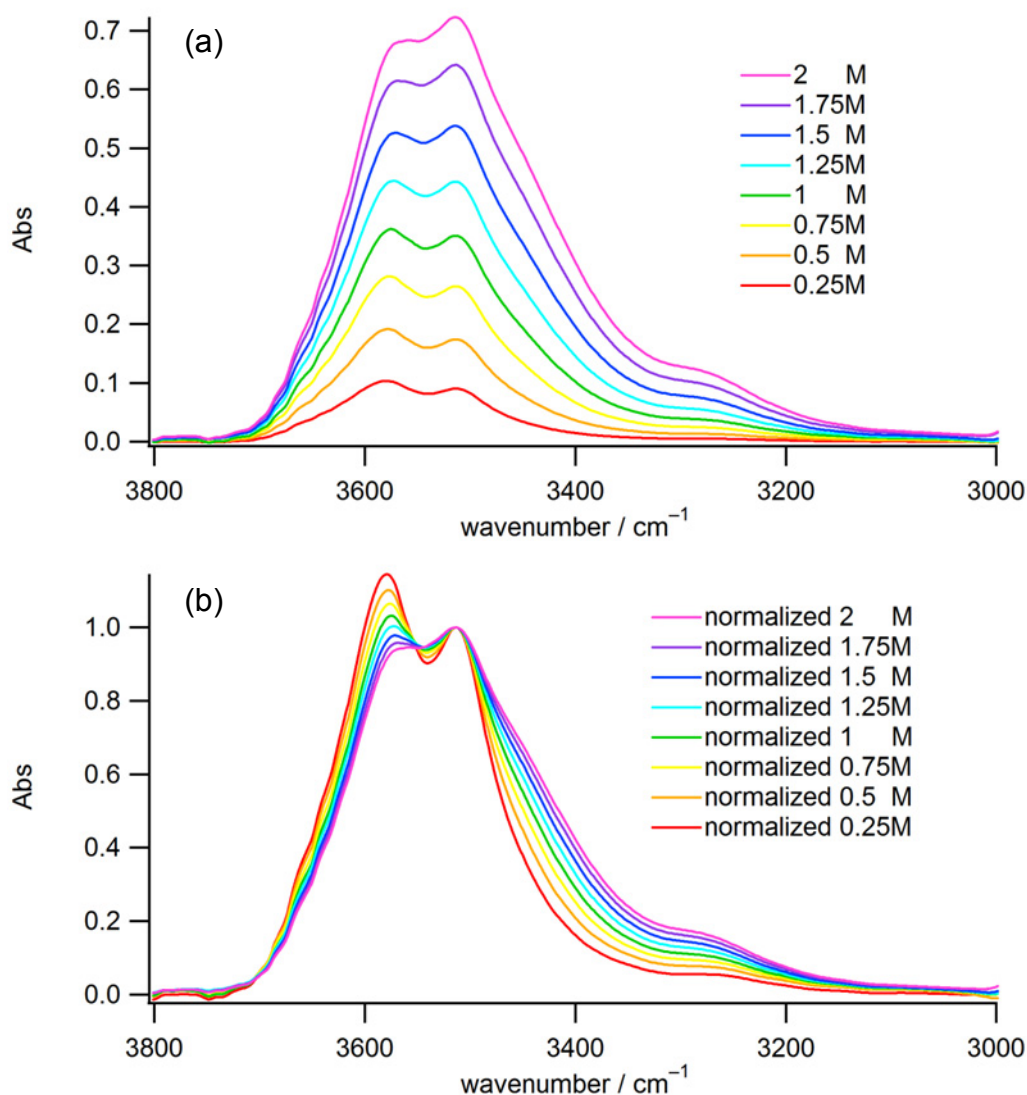 (a)
0.7
0.6
0.5
0.4
0.3
0.2
0.1
0.0
Abs
2 M
1.75M
1.5 M
1.25M
1 M
0.75M
0.5 M
0.25M
3800 3600 3400 3200 3000
wavenumber / cm⁻¹
(b)
1.0
0.8
0.6
0.4
0.2
0.0
Abs
normalized 2 M
normalized 1.75M
normalized 1.5 M
normalized 1.25M
normalized 1 M
normalized 0.75M
normalized 0.5 M
normalized 0.25M
3800 3600 3400 3200 3000
wavenumber / cm⁻¹